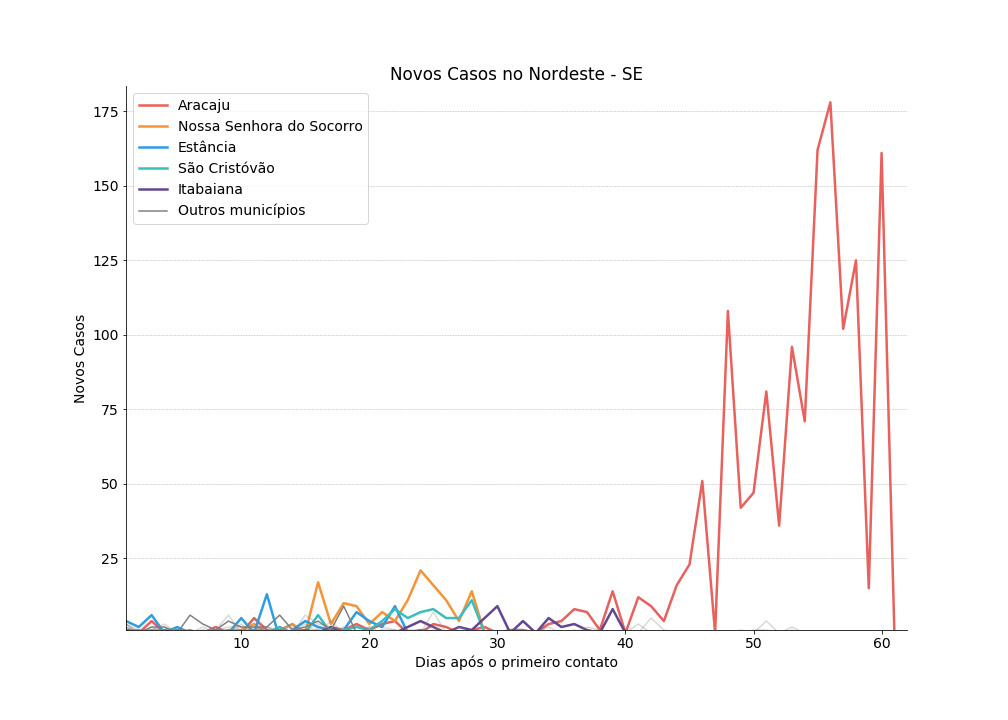 Novos Casos no Nordeste - SE
Aracaju
Nossa Senhora do Socorro
Estância
São Cristóvão
Itabaiana
Outros municípios
175
150
125
100
75
50
25
Novos Casos
10 20 30 40 50 60
Dias após o primeiro contato